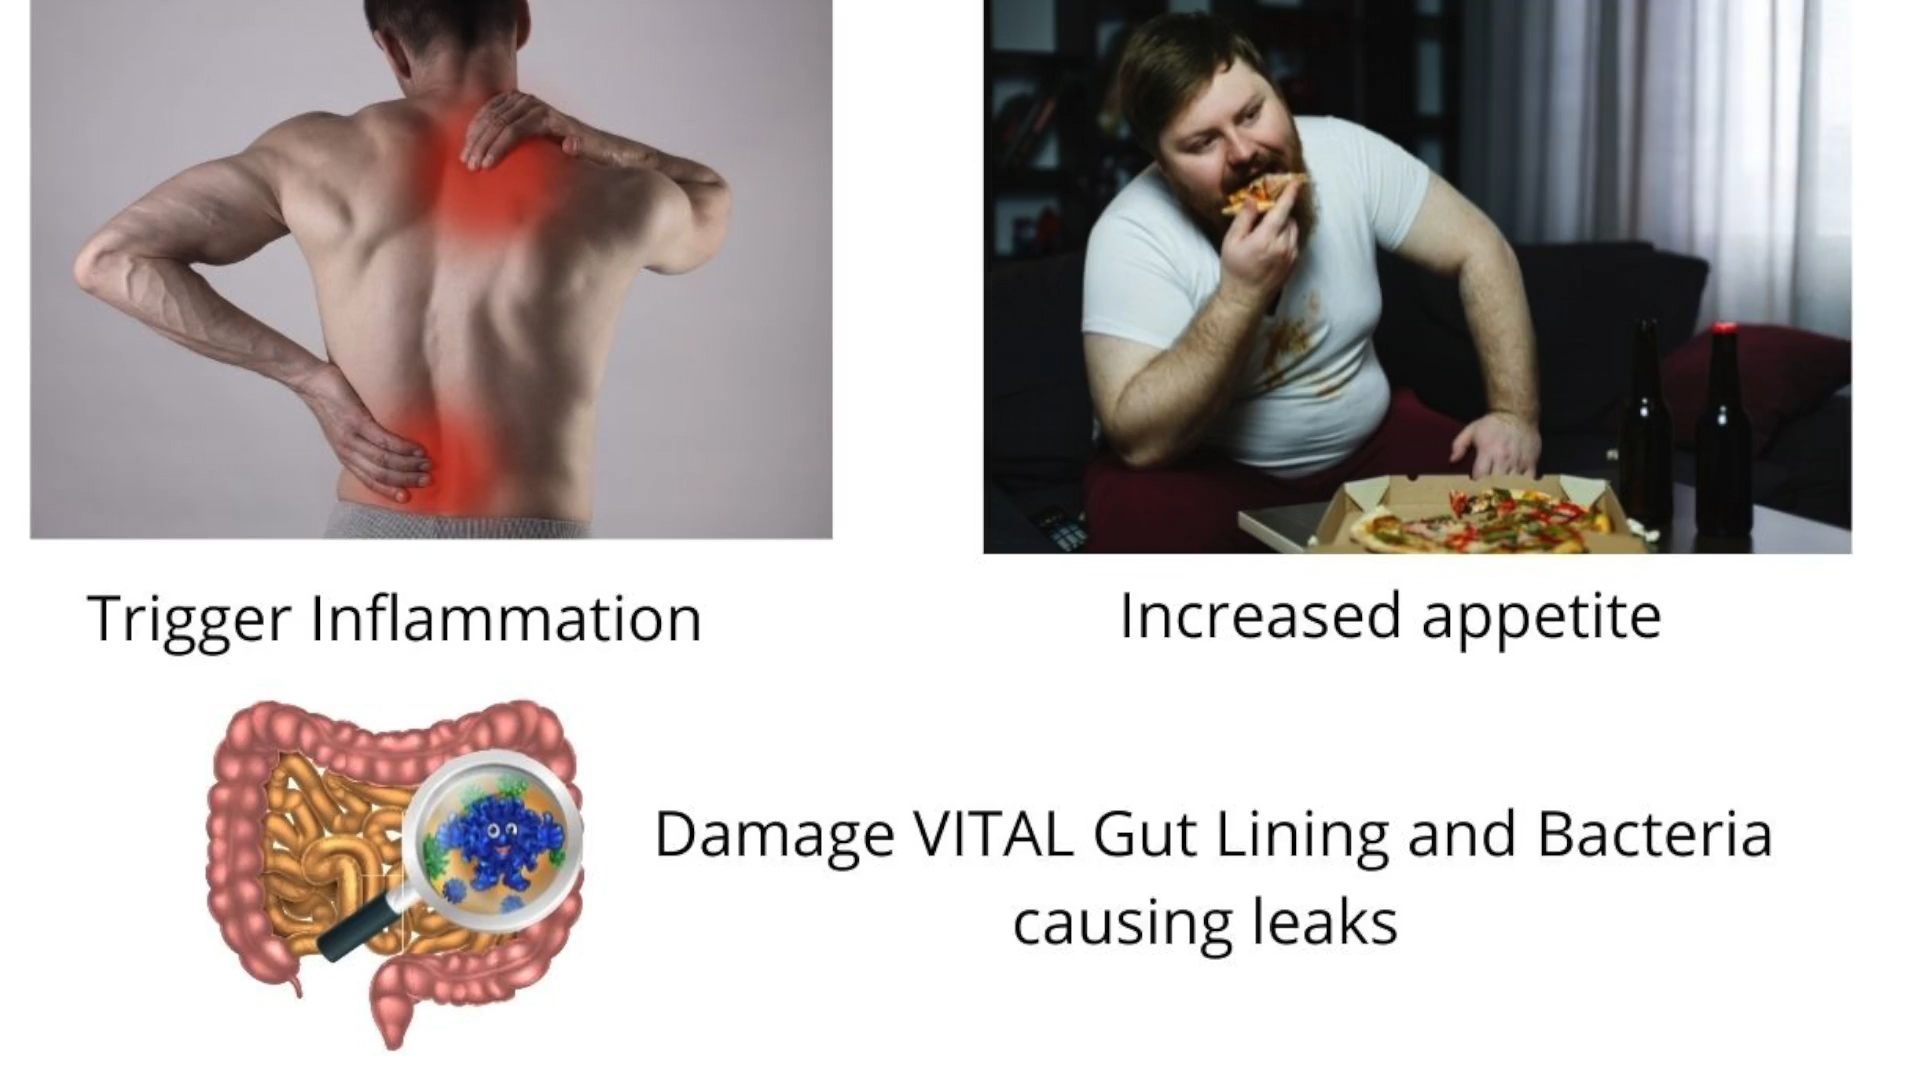 Trigger Inflammation
Increased appetite
Damage VITAL Gut Lining and Bacteria
causing leaks